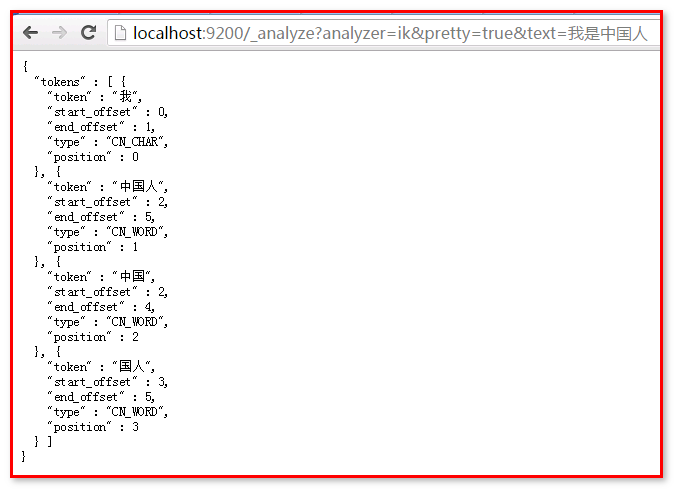 localhost:9200/_analyze?analyzer=ik&pretty=true&text=我是中国人
{
  "tokens" : [ {
    "token" : "我",
    "start_offset" : 0,
    "end_offset" : 1,
    "type" : "CN_CHAR",
    "position" : 0
  }, {
    "token" : "中国人",
    "start_offset" : 2,
    "end_offset" : 5,
    "type" : "CN_WORD",
    "position" : 1
  }, {
    "token" : "中国",
    "start_offset" : 2,
    "end_offset" : 4,
    "type" : "CN_WORD",
    "position" : 2
  }, {
    "token" : "国人",
    "start_offset" : 3,
    "end_offset" : 5,
    "type" : "CN_WORD",
    "position" : 3
  } ]
}